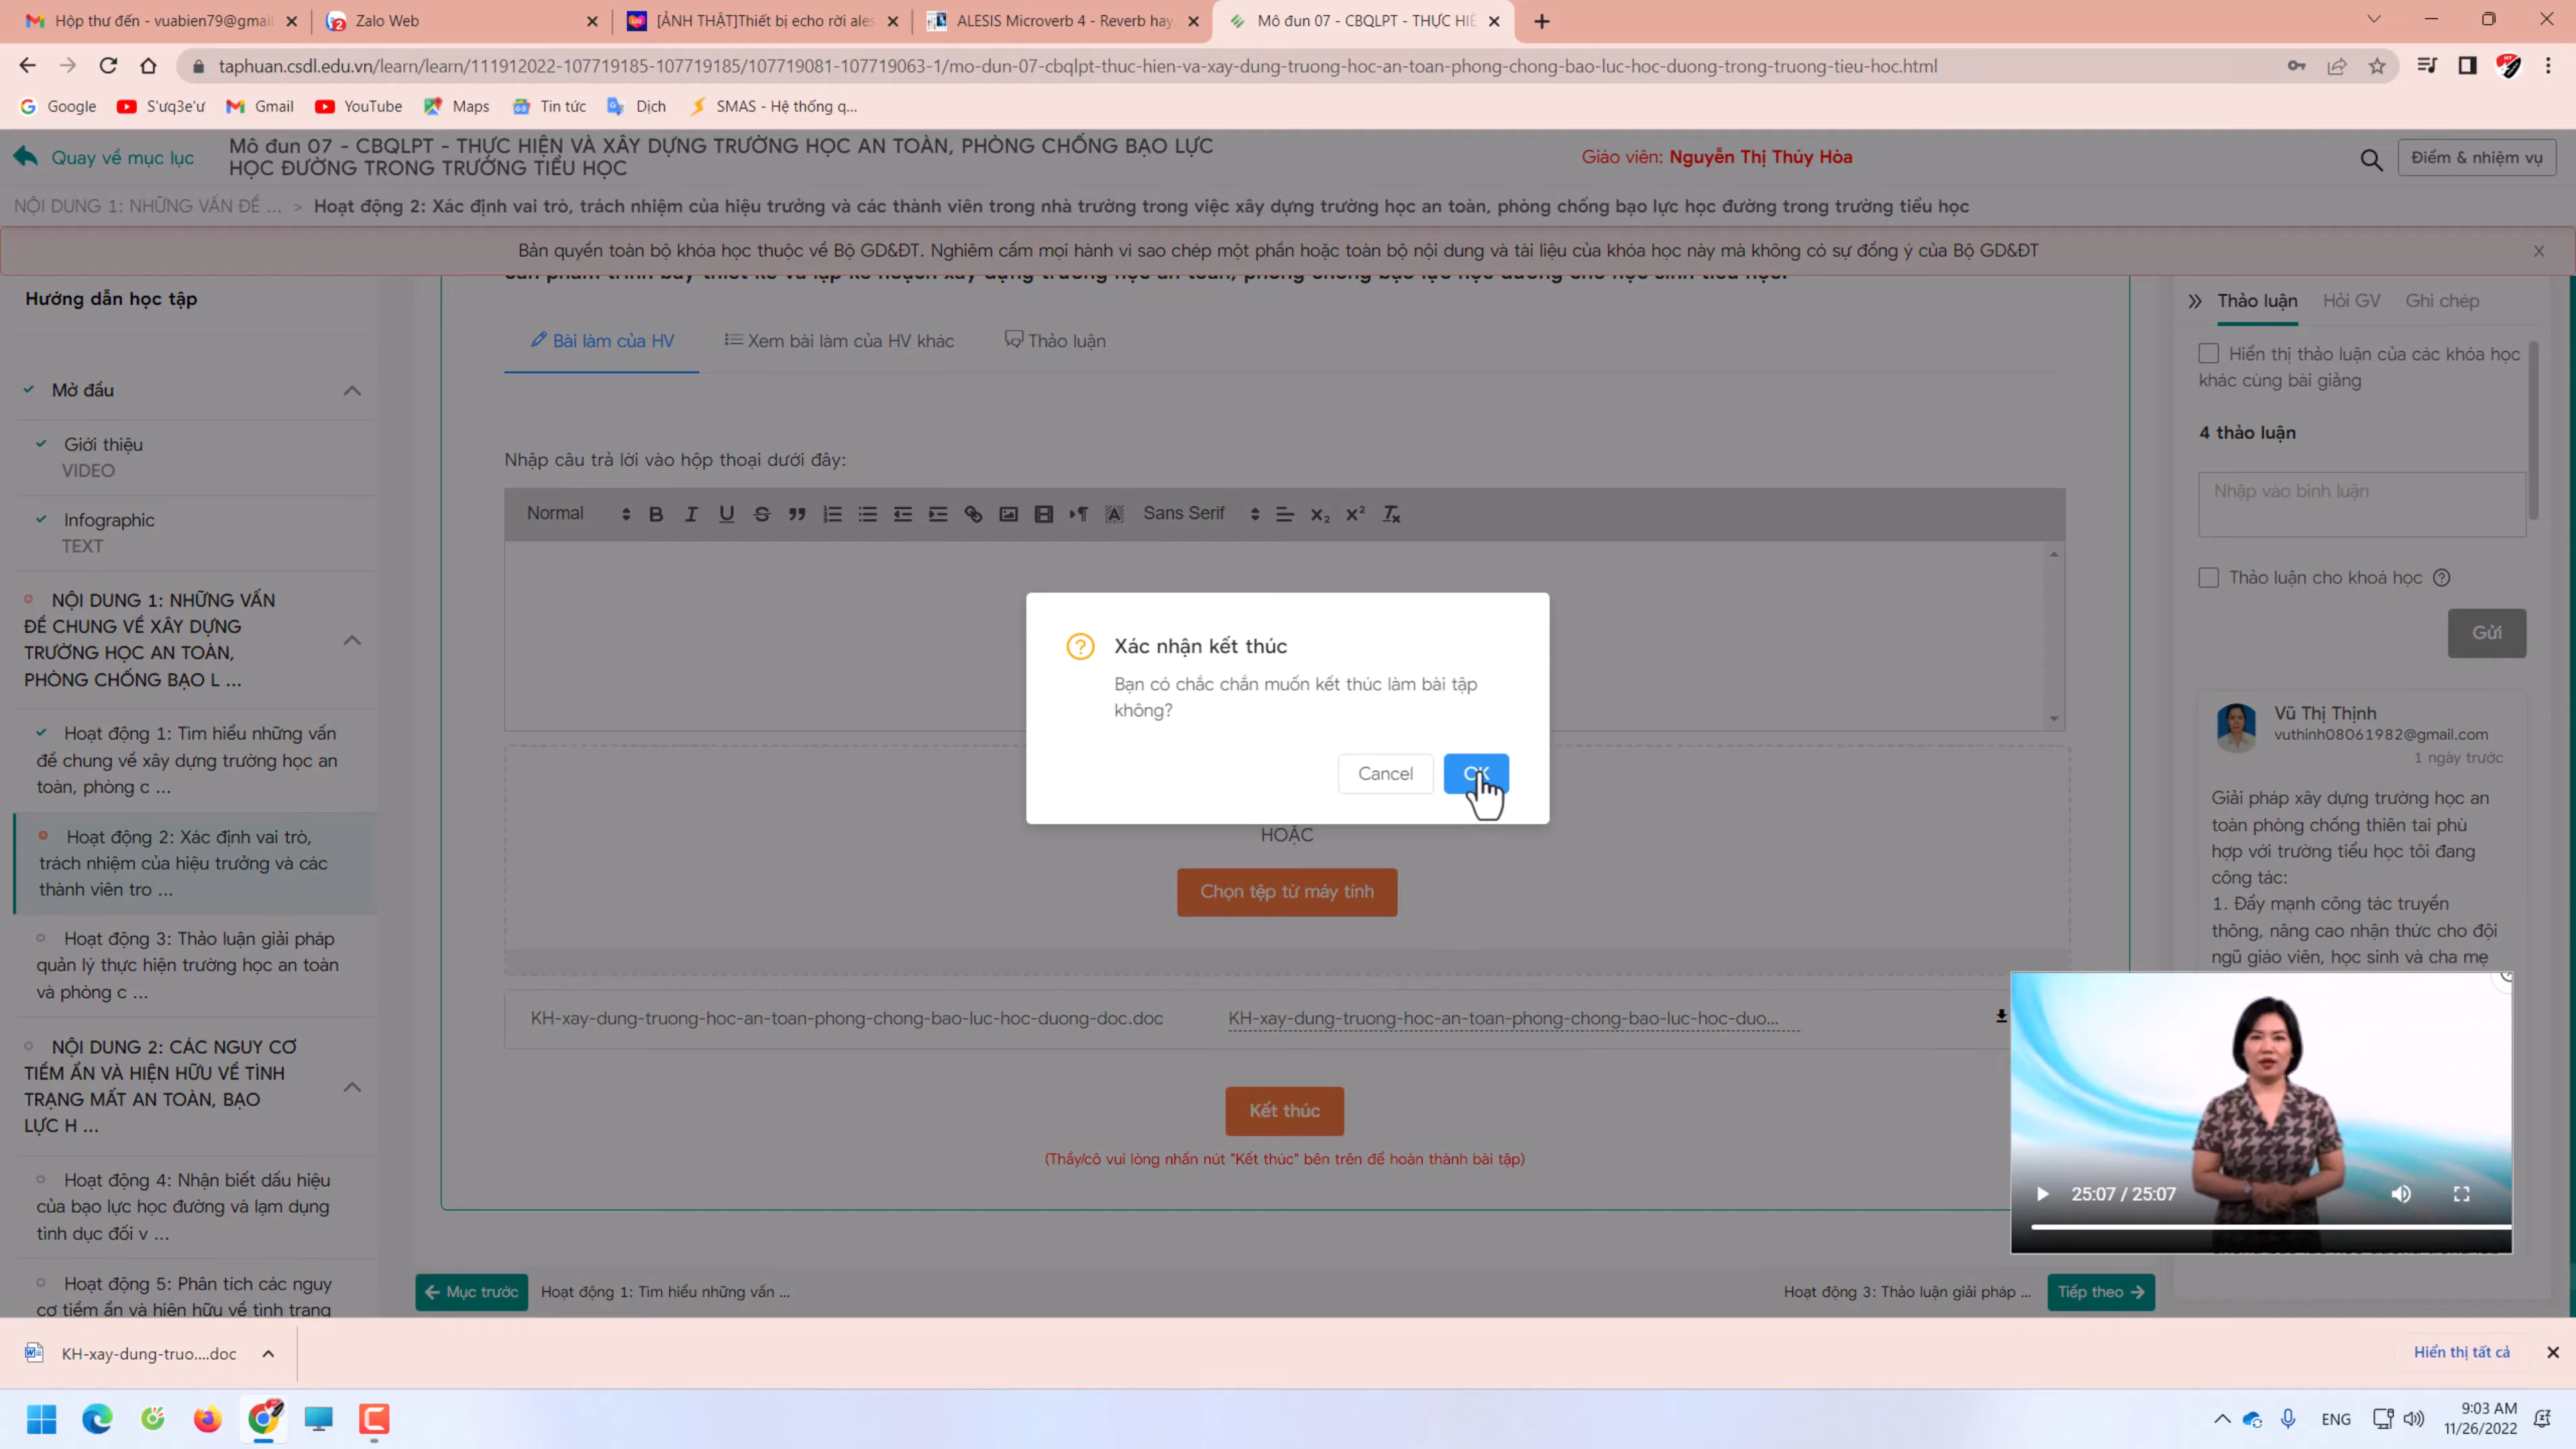 Hộp thư đến - vuabien79@gmail
Zalo Web
[ẢNH THẬT]Thiết bị echo rời ales
ALESIS Microverb 4 - Reverb hay
Mô đun 07 - CBQLPT - THỰC HIỆ
taphuan.csdl.edu.vn/learn/learn/111912022-107719185-107719185/107719081-107719063-1/mo-dun-07-cbqlpt-thuc-hien-va-xay-dung-truong-hoc-an-toan-phong-chong-bao-luc-hoc-duong-trong-truong-tieu-hoc.html
Google
S'ưq3e'ư
Gmail
YouTube
Maps
Tin tức
Dịch
SMAS - Hệ thống q...
Quay về mục lục
Mô đun 07 - CBQLPT - THỰC HIỆN VÀ XÂY DỰNG TRƯỜNG HỌC AN TOÀN, PHÒNG CHỐNG BẠO LỰC
HỌC ĐƯỜNG TRONG TRƯỜNG TIỂU HỌC
Giáo viên: Nguyễn Thị Thúy Hòa
Điểm & nhiệm vụ
NỘI DUNG 1: NHỮNG VẤN ĐỀ ... > Hoạt động 2: Xác định vai trò, trách nhiệm của hiệu trưởng và các thành viên trong nhà trường trong việc xây dựng trường học an toàn, phòng chống bạo lực học đường trong trường tiểu học
Bản quyền toàn bộ khóa học thuộc về Bộ GD&ĐT. Nghiêm cấm mọi hành vi sao chép một phần hoặc toàn bộ nội dung và tài liệu của khóa học này mà không có sự đồng ý của Bộ GD&ĐT
Sản phẩm trình bày thiết kế và lập kế hoạch xây dựng trường học an toàn, phòng chống bạo lực học đường cho học sinh tiểu học.
Hướng dẫn học tập
Mở đầu
Giới thiệu
VIDEO
Infographic
TEXT
NỘI DUNG 1: NHỮNG VẤN
ĐỀ CHUNG VỀ XÂY DỰNG
TRƯỜNG HỌC AN TOÀN,
PHÒNG CHỐNG BẠO L ...
Hoạt động 1: Tìm hiểu những vấn
đề chung về xây dựng trường học an
toàn, phòng c ...
Hoạt động 2: Xác định vai trò,
trách nhiệm của hiệu trưởng và các
thành viên tro ...
Hoạt động 3: Thảo luận giải pháp
quản lý thực hiện trường học an toàn
và phòng c ...
NỘI DUNG 2: CÁC NGUY CƠ
TIỀM ẨN VÀ HIỆN HỮU VỀ TÌNH
TRẠNG MẤT AN TOÀN, BẠO
LỰC H ...
Hoạt động 4: Nhận biết dấu hiệu
của bạo lực học đường và lạm dụng
tình dục đối v ...
Hoạt động 5: Phân tích các nguy
cơ tiềm ẩn và hiện hữu về tình trạng
Bài làm của HV
Xem bài làm của HV khác
Thảo luận
Nhập câu trả lời vào hộp thoại dưới đây:
Normal
Sans Serif
Xác nhận kết thúc
Bạn có chắc chắn muốn kết thúc làm bài tập
không?
Cancel
OK
HOẶC
Chọn tệp từ máy tính
KH-xay-dung-truong-hoc-an-toan-phong-chong-bao-luc-hoc-duong-doc.doc
KH-xay-dung-truong-hoc-an-toan-phong-chong-bao-luc-hoc-duo...
Kết thúc
(Thầy/cô vui lòng nhấn nút "Kết thúc" bên trên để hoàn thành bài tập)
Mục trước
Hoạt động 1: Tìm hiểu những vấn ...
Hoạt động 3: Thảo luận giải pháp ...
Tiếp theo
Thảo luận
Hỏi GV
Ghi chép
Hiển thị thảo luận của các khóa học
khác cùng bài giảng
4 thảo luận
Nhập vào bình luận
Thảo luận cho khoá học
Gửi
Vũ Thị Thịnh
vuthinh08061982@gmail.com
1 ngày trước
Giải pháp xây dựng trường học an
toàn phòng chống thiên tai phù
hợp với trường tiểu học tôi đang
công tác:
1. Đẩy mạnh công tác truyền
thông, nâng cao nhận thức cho đội
ngũ giáo viên, học sinh và cha mẹ
25:07 / 25:07
KH-xay-dung-truo....doc
Hiển thị tất cả
ENG
9:03 AM
11/26/2022